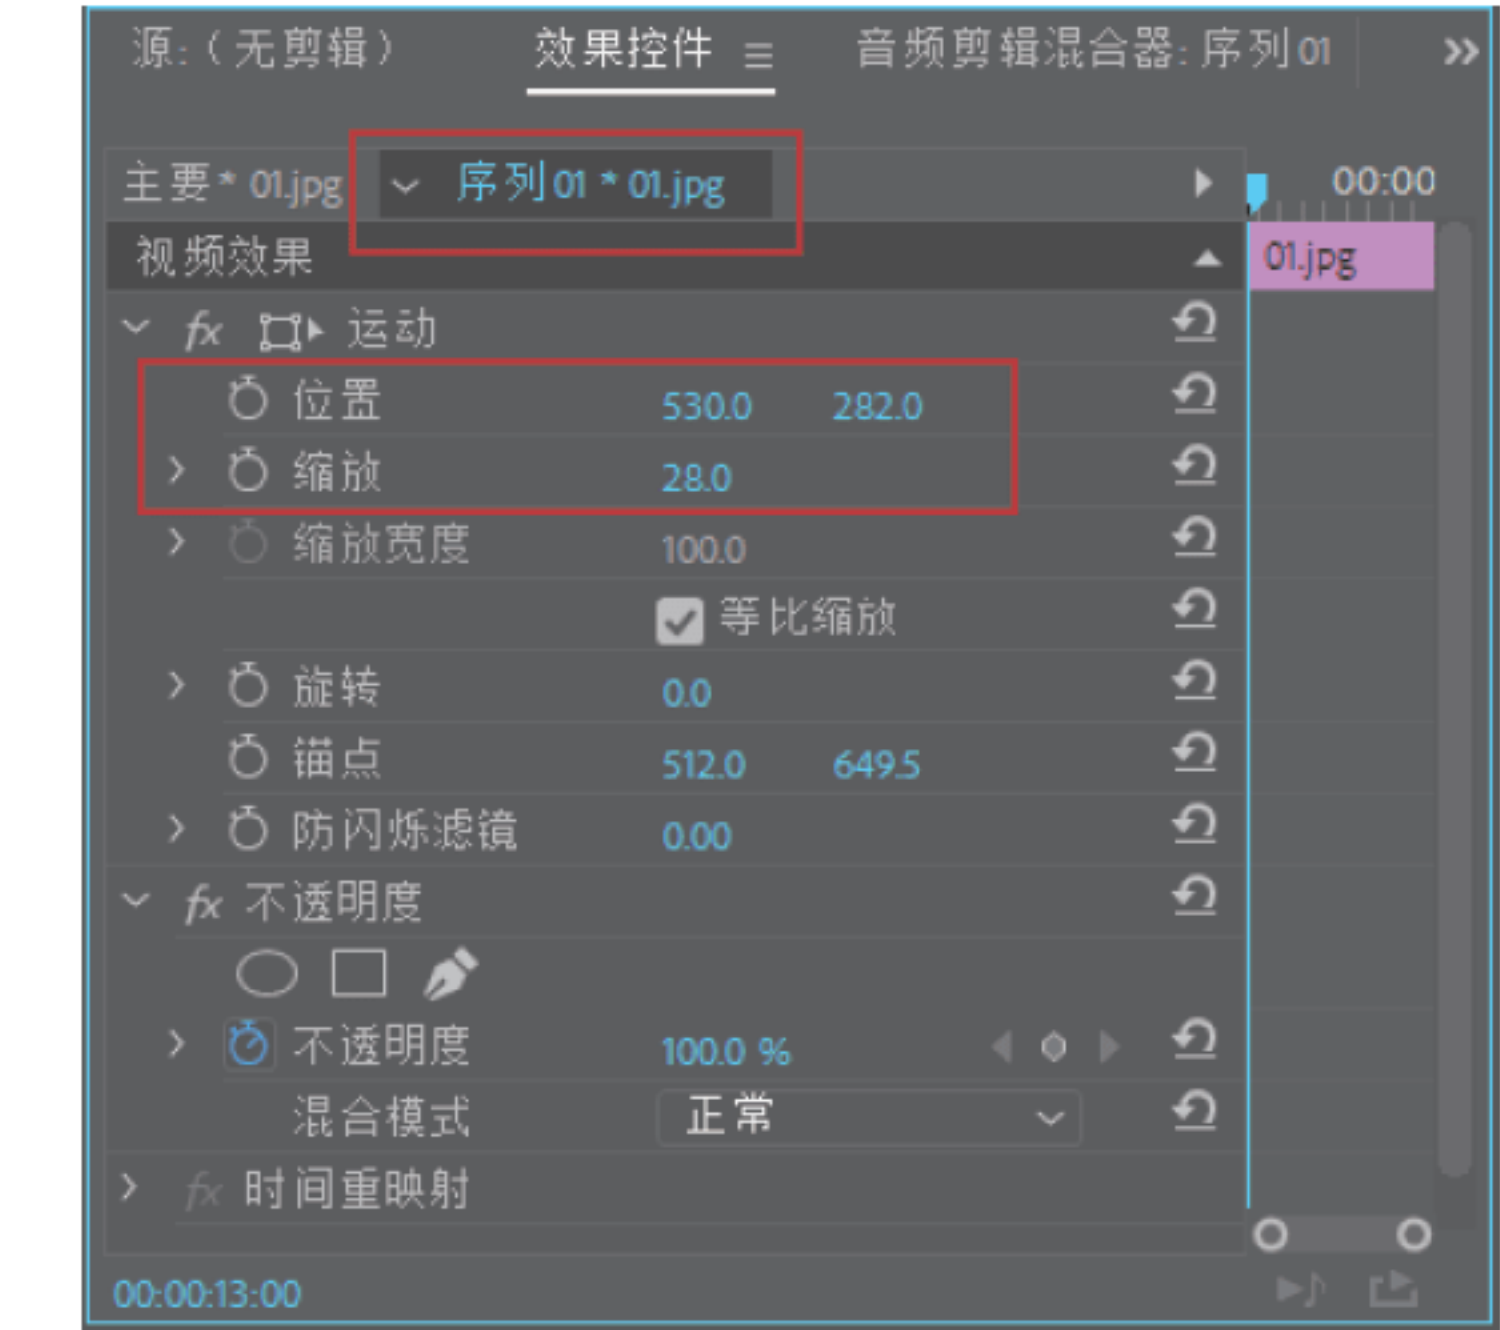 源:（无剪辑） 效果控件 音频剪辑混合器: 序列 01
主要* 01.jpg 序列 01 * 01.jpg 00:00
视频效果 01.jpg
fx 运动
位置 530.0 282.0
缩放 28.0
缩放宽度 100.0
等比缩放
旋转 0.0
锚点 512.0 649.5
防闪烁滤镜 0.00
fx 不透明度
不透明度 100.0 %
混合模式 正常
fx 时间重映射
00:00:13:00